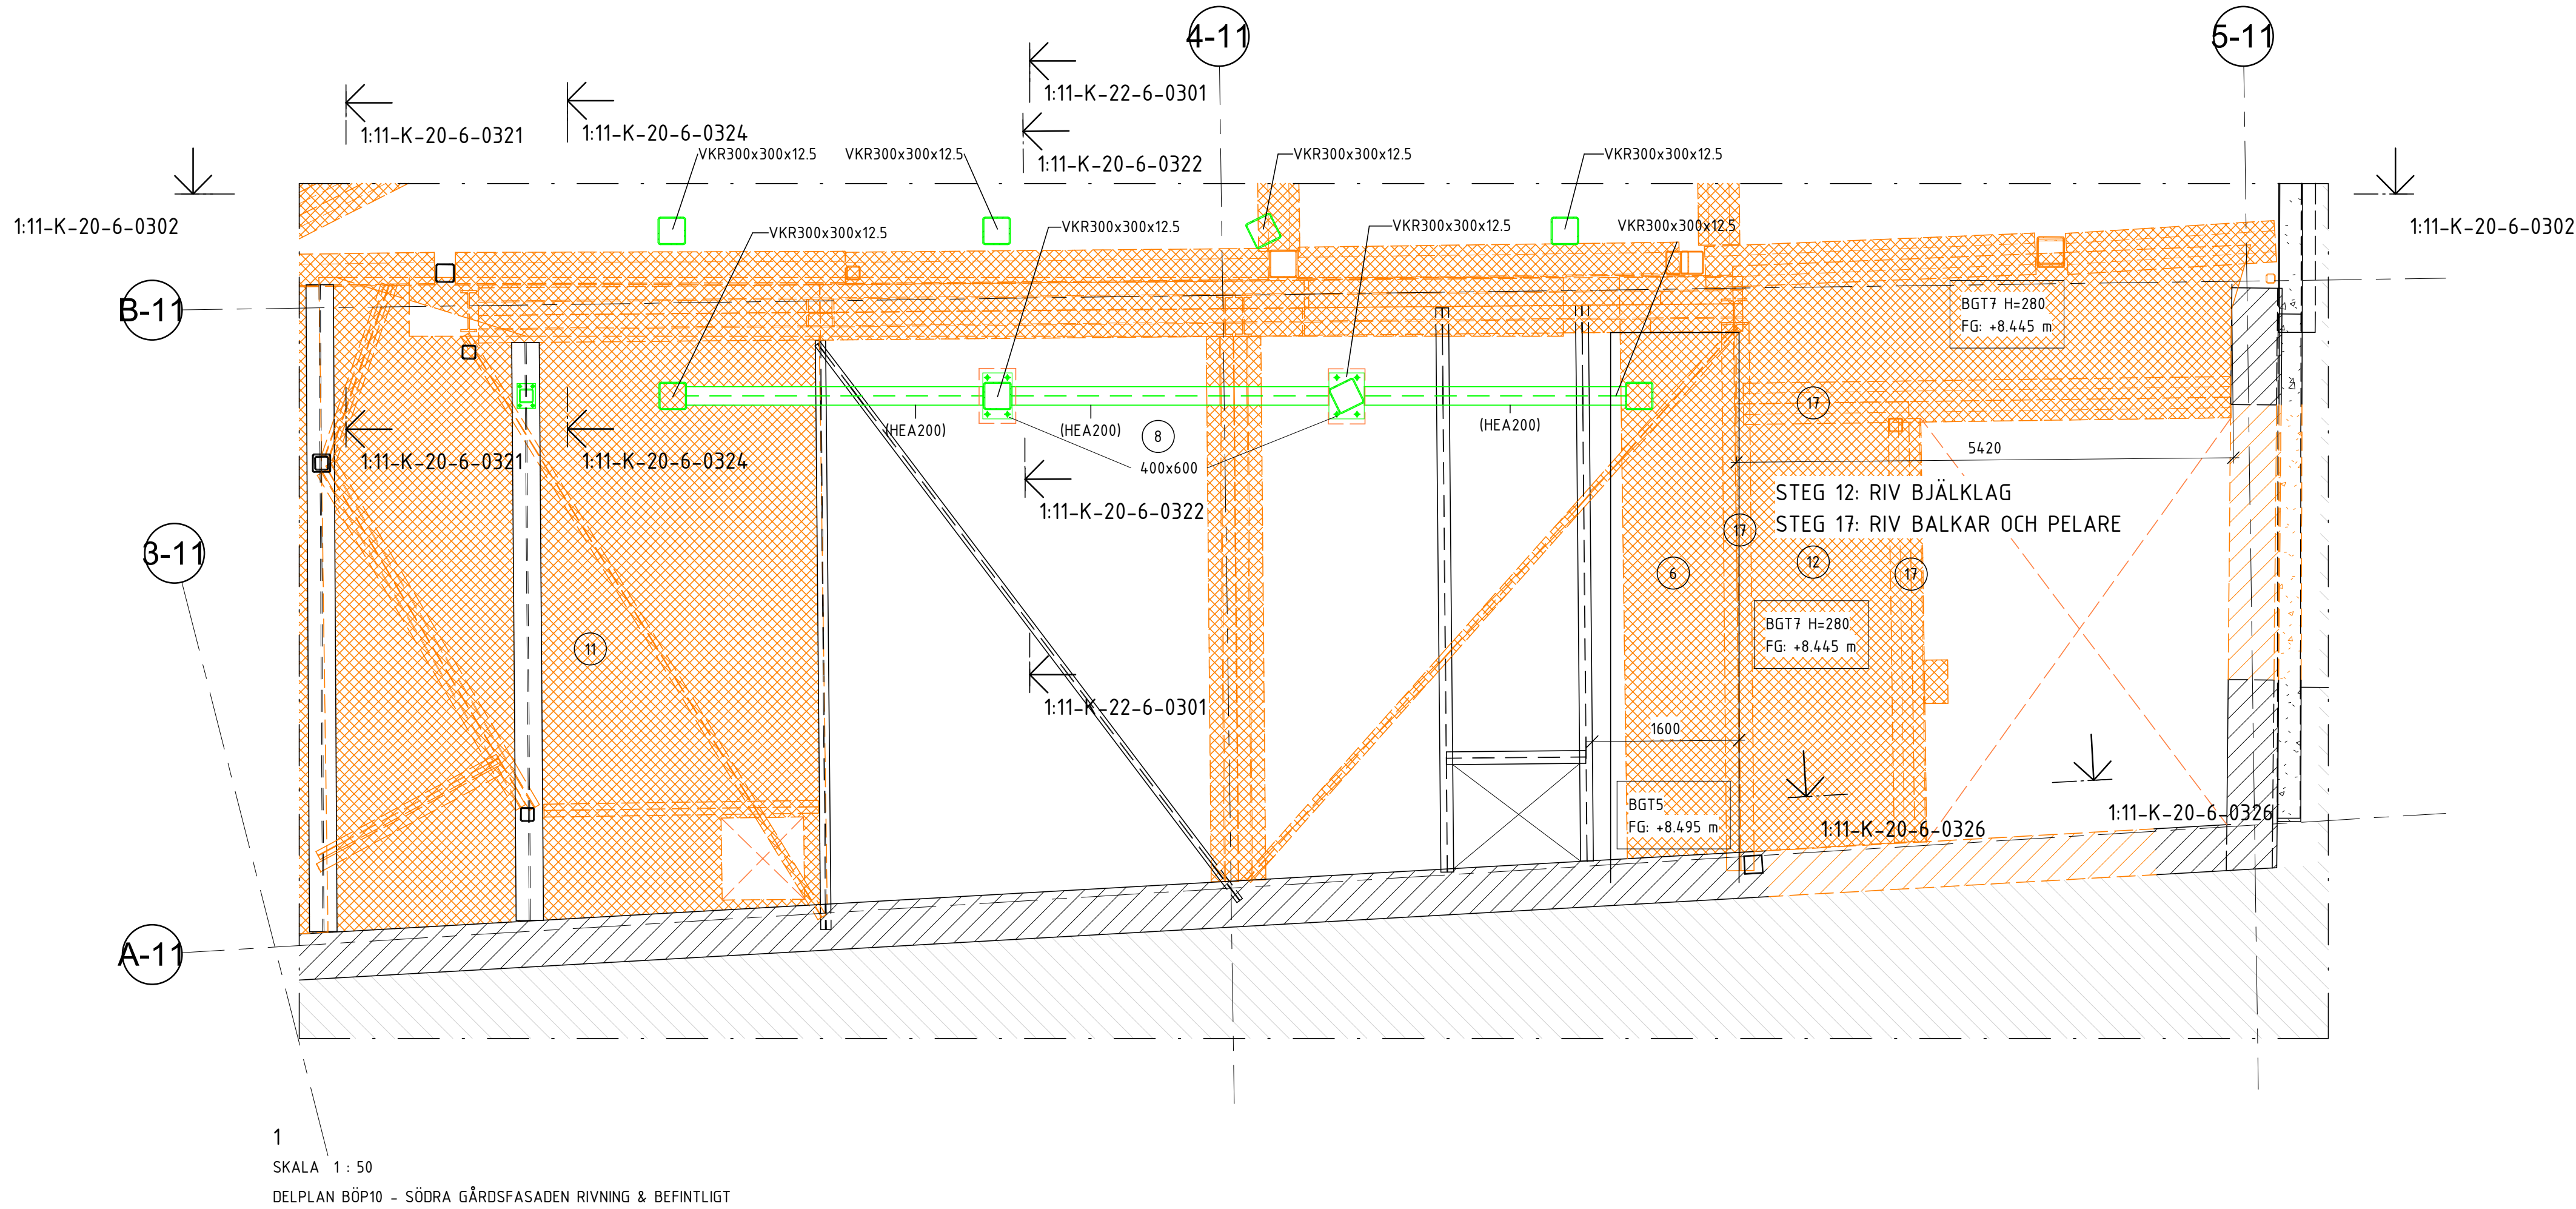 4-11
5-11
1:11-K-22-6-0301
1:11-K-20-6-0321
1:11-K-20-6-0324
1:11-K-20-6-0322
VKR300x300x12.5
VKR300x300x12.5
VKR300x300x12.5
VKR300x300x12.5
1:11-K-20-6-0302
1:11-K-20-6-0302
VKR300x300x12.5
VKR300x300x12.5
VKR300x300x12.5
VKR300x300x12.5
B-11
BGT7 H=280
FG: +8.445 m
17
(HEA200)
(HEA200)
8
(HEA200)
5420
1:11-K-20-6-0321
1:11-K-20-6-0324
400x600
STEG 12: RIV BJÄLKLAG
1:11-K-20-6-0322
STEG 17: RIV BALKAR OCH PELARE
17
3-11
12
6
17
BGT7 H=280
FG: +8.445 m
11
1:11-K-22-6-0301
1600
BGT5
FG: +8.495 m
1:11-K-20-6-0326
1:11-K-20-6-0326
A-11
1
SKALA 1 : 50
DELPLAN BÖP10 - SÖDRA GÅRDSFASADEN RIVNING & BEFINTLIGT